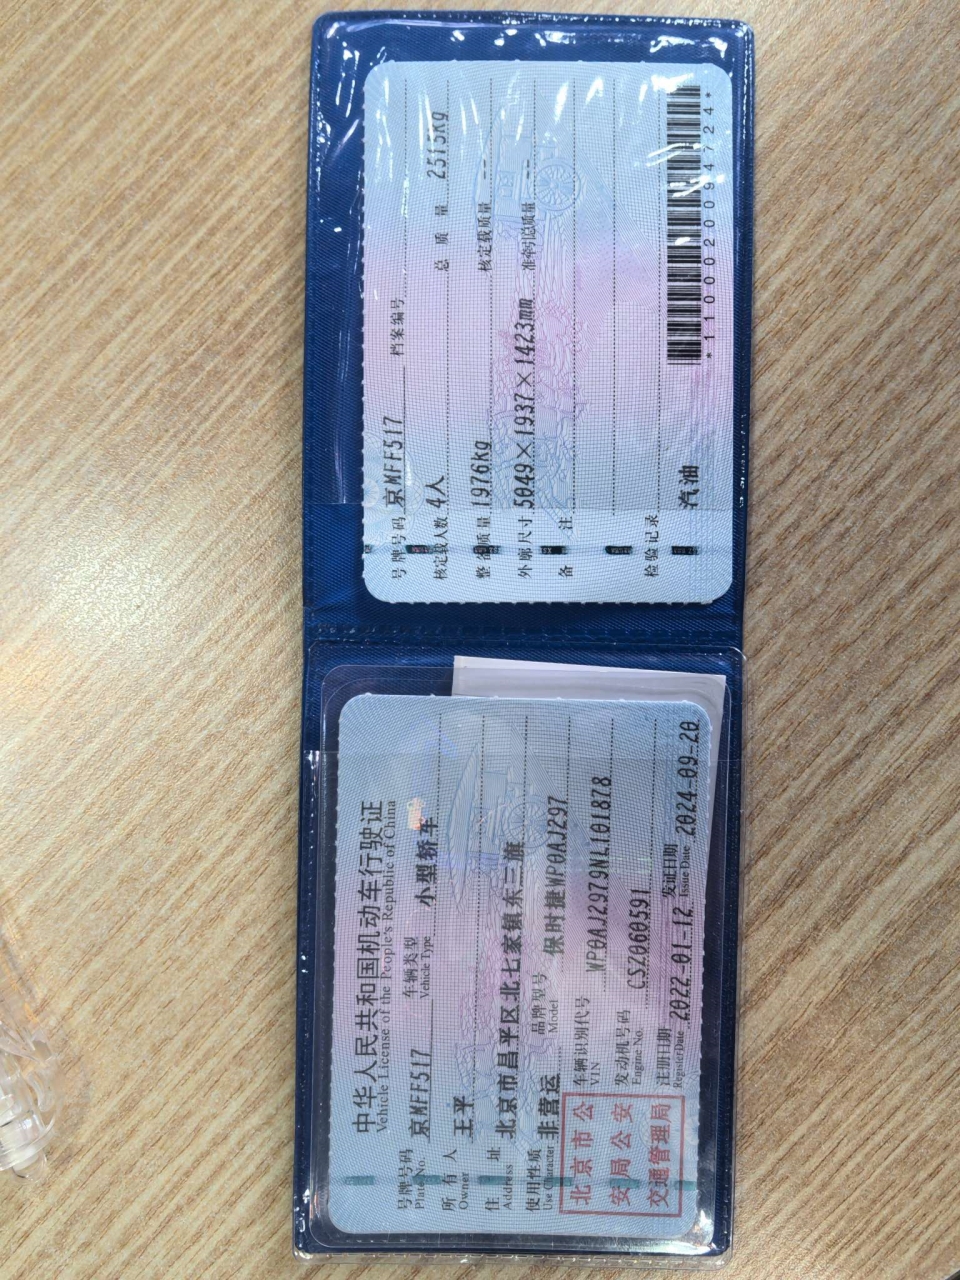 中华人民共和国机动车行驶证
Vehicle License of the People's Republic of China
号牌号码 京MFF517 车辆类型 小型轿车
Plate No. Vehicle Type
所有人 王平
Owner
住址 北京市昌平区北七家镇东三旗
Address
使用性质 非营运 品牌型号 保时捷WP0AJ297
Use Character Model
北京市公安局公安交通管理局
车辆识别代号 WP0AJ2979NL101878
VIN
发动机号码 CSZ060591
Engine No.
注册日期 2022-01-12 发证日期 2024-09-20
Register Date Issue Date
号牌号码 京MFF517 档案编号
核定载人数 4人 总质量 2515kg
整备质量 1976kg 核定载质量 --
外廓尺寸 5049×1937×1423mm 准牵引总质量 --
备注
检验记录
汽油
*1100020094724*